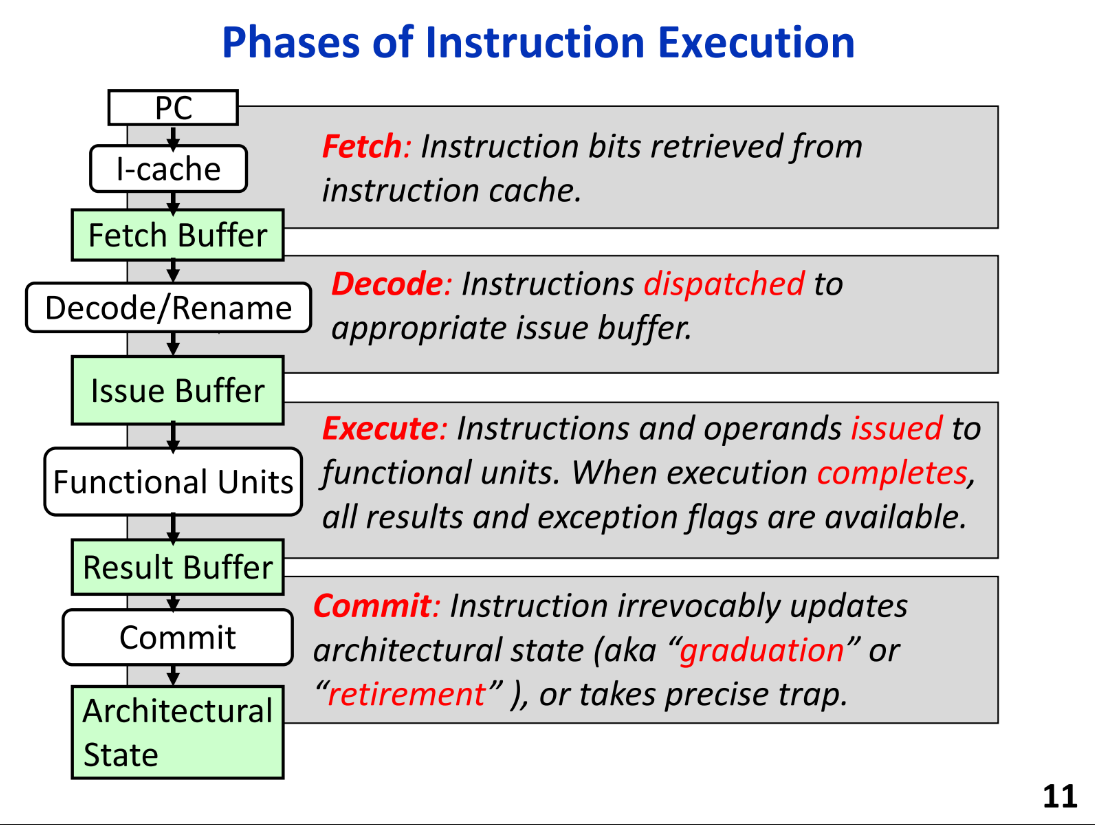 Phases of Instruction Execution
PC
I-cache
Fetch Buffer
Decode/Rename
Issue Buffer
Functional Units
Result Buffer
Commit
Architectural
State
Fetch: Instruction bits retrieved from
instruction cache.
Decode: Instructions dispatched to
appropriate issue buffer.
Execute: Instructions and operands issued to
functional units. When execution completes,
all results and exception flags are available.
Commit: Instruction irrevocably updates
architectural state (aka “graduation” or
“retirement” ), or takes precise trap.
11